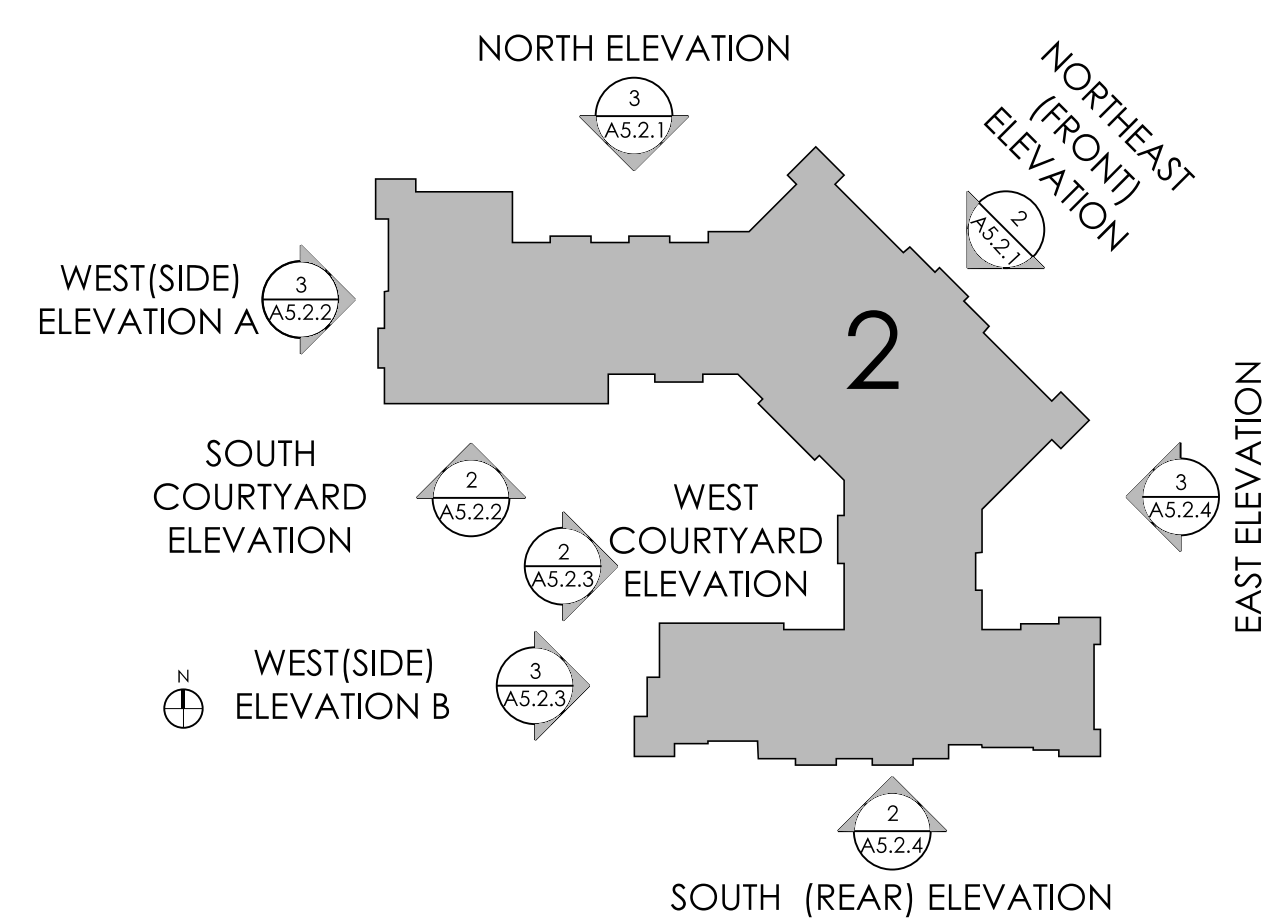 NORTH ELEVATION
3
A5.2.1
NORTHEAST
(FRONT)
ELEVATION
2
A5.2.1
WEST(SIDE)
ELEVATION A
3
A5.2.2
2
SOUTH
COURTYARD
ELEVATION
2
A5.2.2
WEST
COURTYARD
ELEVATION
2
A5.2.3
3
A5.2.4
EAST ELEVATION
N
WEST(SIDE)
ELEVATION B
3
A5.2.3
2
A5.2.4
SOUTH (REAR) ELEVATION